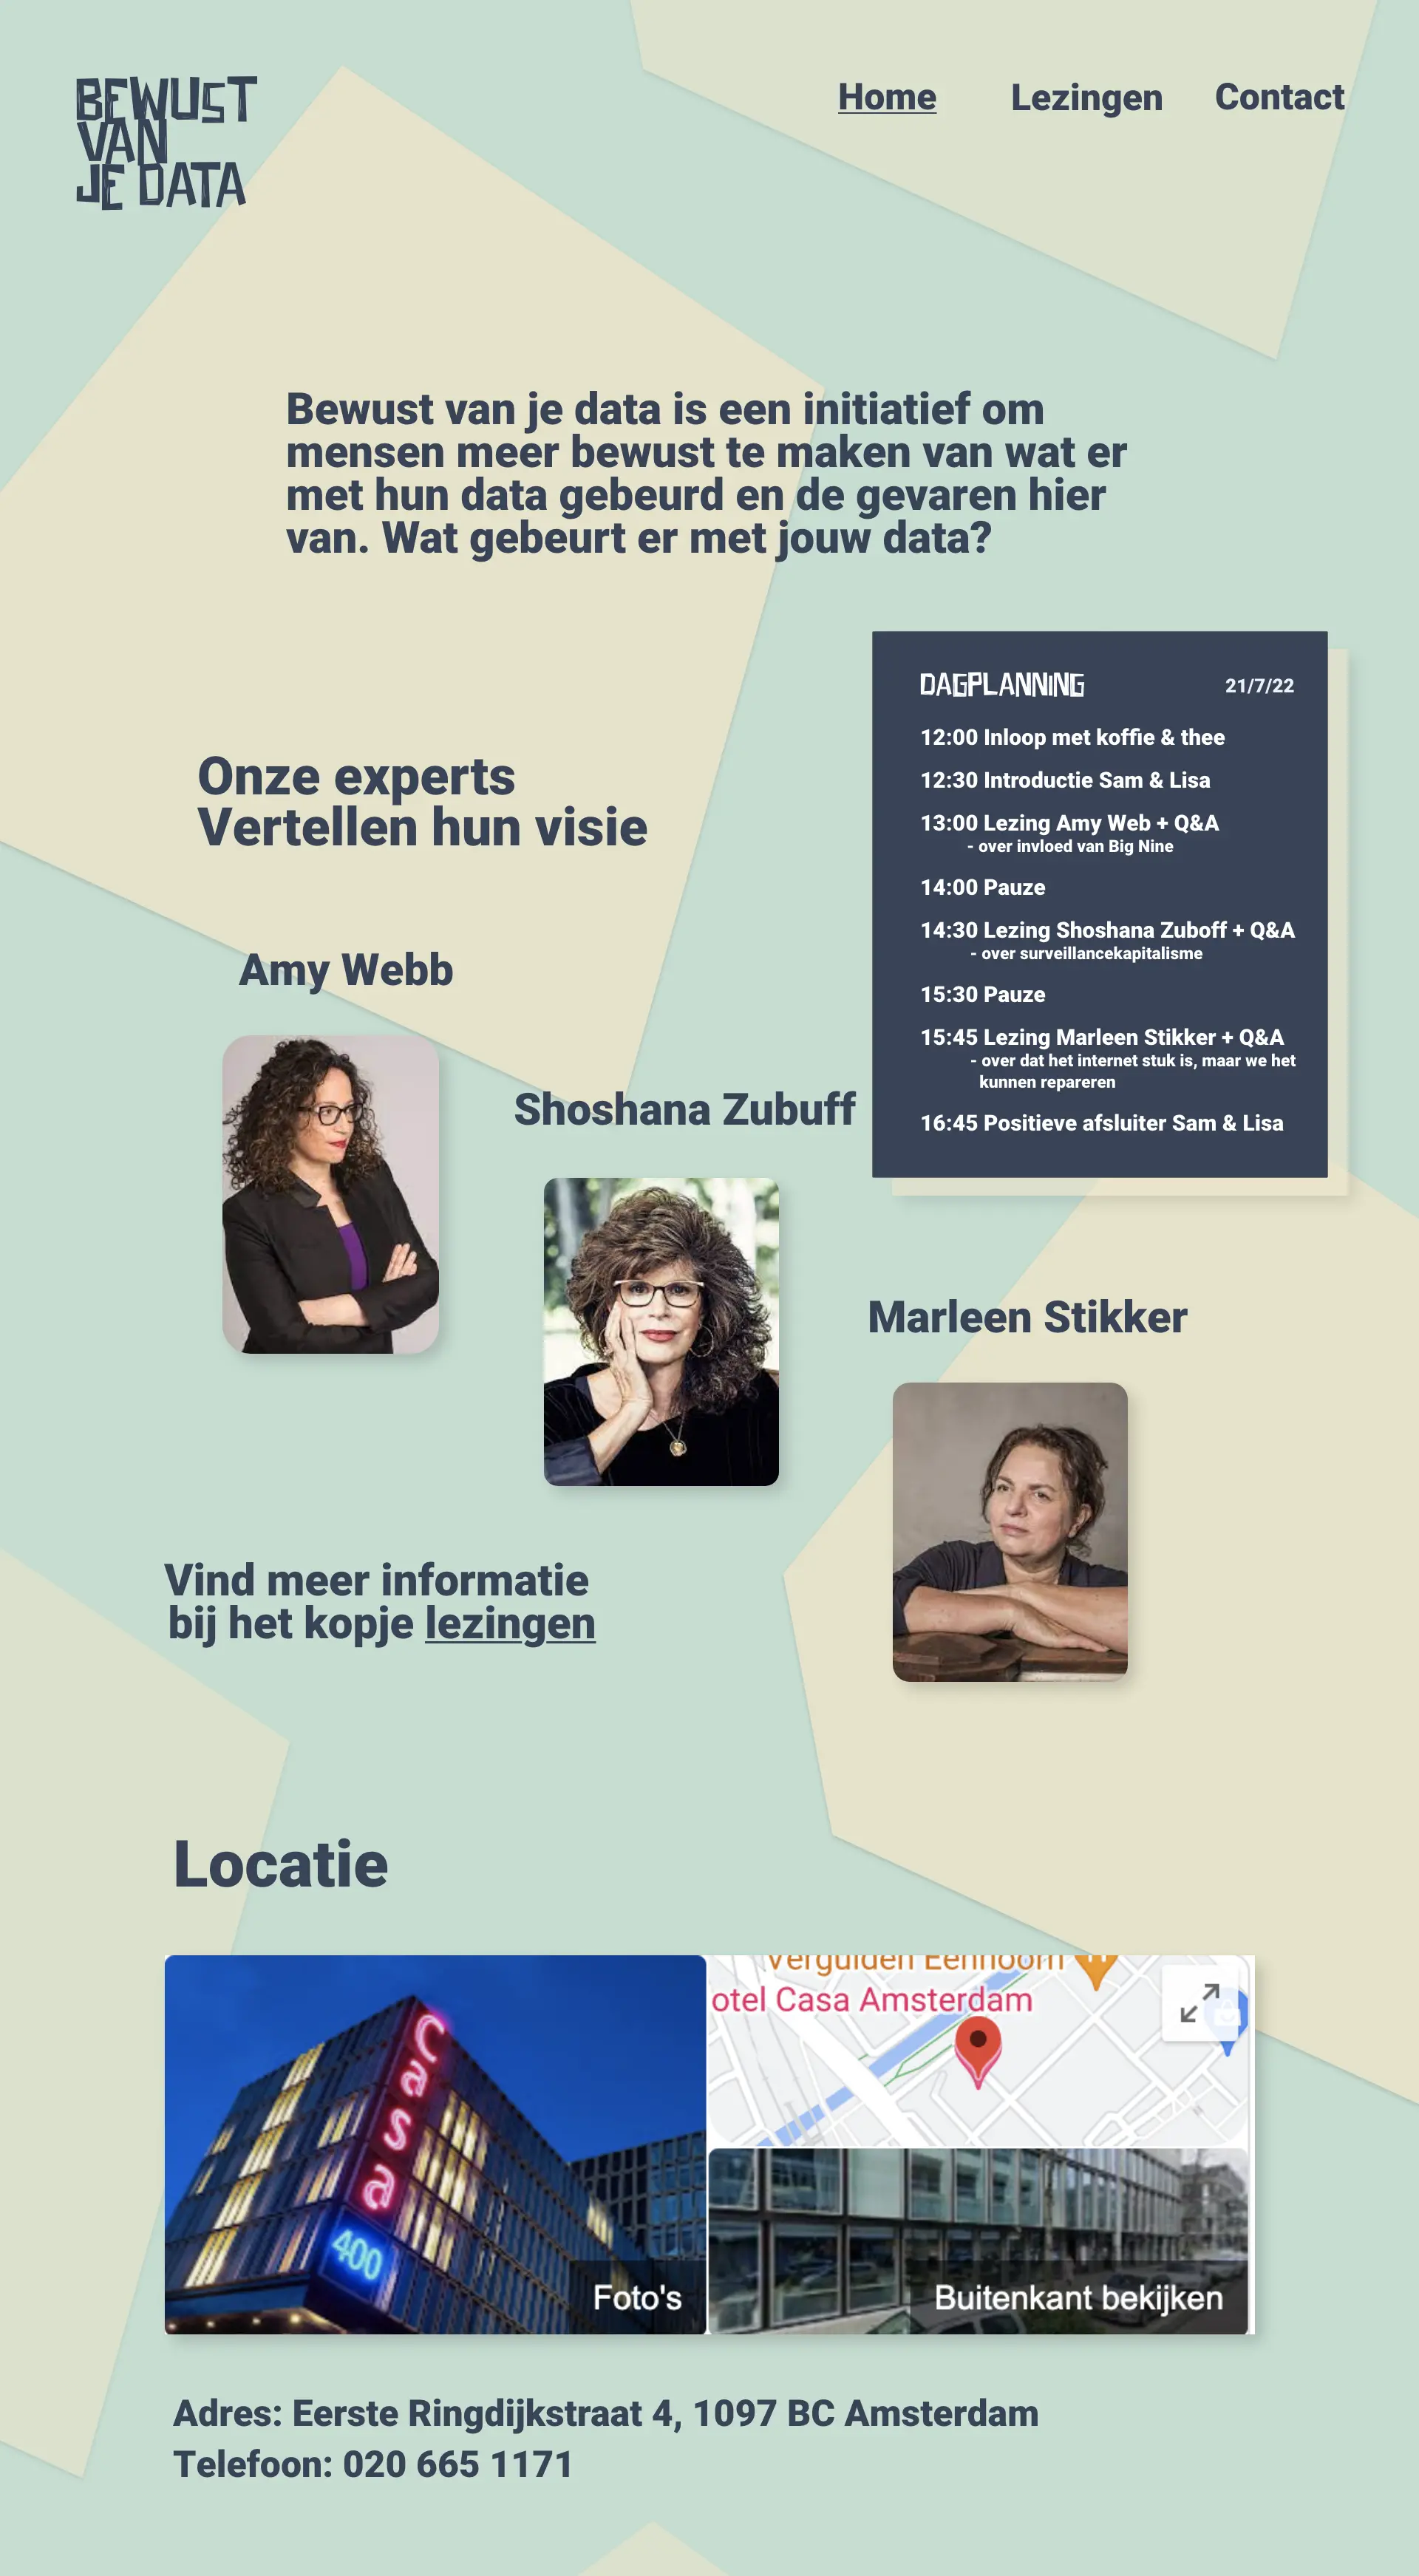 BEWUST
VAN
JE DATA
Home
Lezingen
Contact
Bewust van je data is een initiatief om
mensen meer bewust te maken van wat er
met hun data gebeurd en de gevaren hier
van. Wat gebeurt er met jouw data?
DAGPLANNING
21/7/22
12:00 Inloop met koffie & thee
12:30 Introductie Sam & Lisa
13:00 Lezing Amy Web + Q&A
- over invloed van Big Nine
14:00 Pauze
14:30 Lezing Shoshana Zuboff + Q&A
- over surveillancekapitalisme
15:30 Pauze
15:45 Lezing Marleen Stikker + Q&A
- over dat het internet stuk is, maar we het
kunnen repareren
16:45 Positieve afsluiter Sam & Lisa
Onze experts
Vertellen hun visie
Amy Webb
Shoshana Zubuff
Marleen Stikker
Vind meer informatie
bij het kopje lezingen
Locatie
Casa
400
Foto's
Vergulden Eenhoorn
otel Casa Amsterdam
Buitenkant bekijken
Adres: Eerste Ringdijkstraat 4, 1097 BC Amsterdam
Telefoon: 020 665 1171